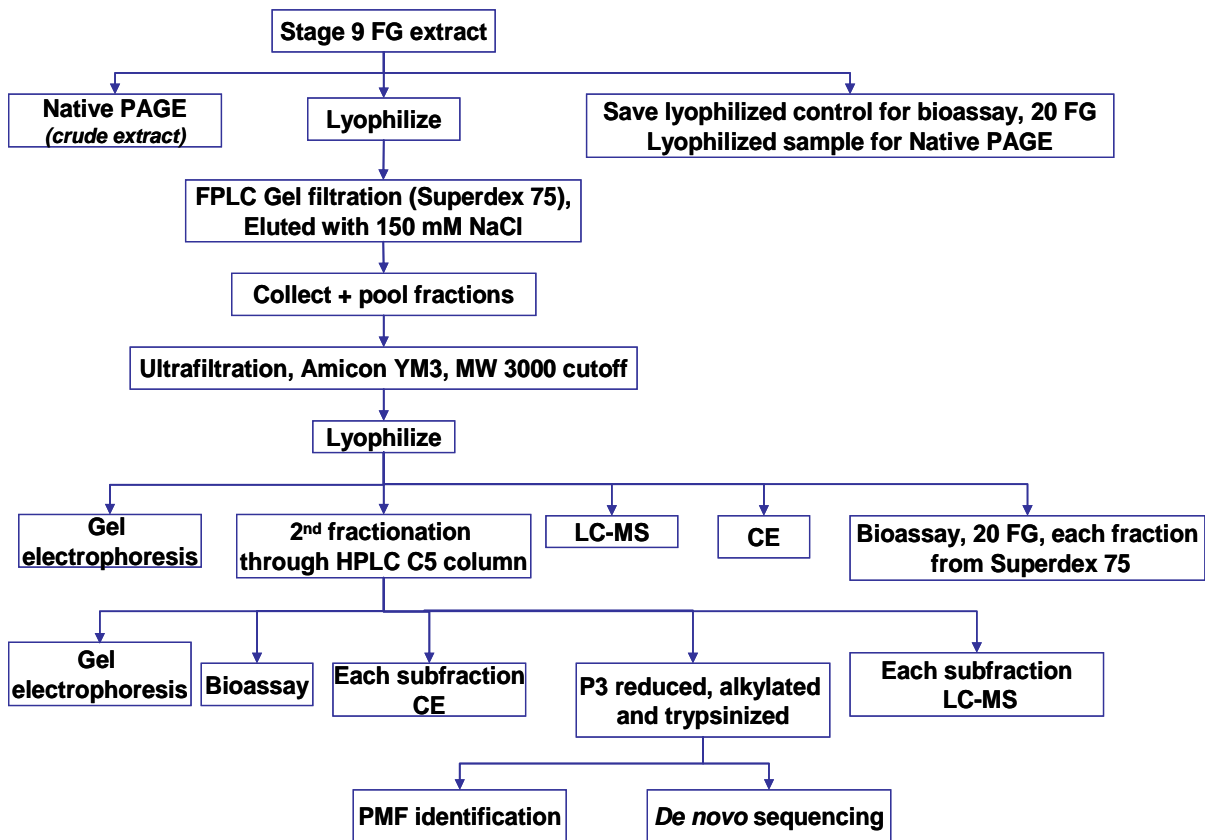 Stage 9 FG extract
Native PAGE
(crude extract)
Lyophilize
Save lyophilized control for bioassay, 20 FG
Lyophilized sample for Native PAGE
FPLC Gel filtration (Superdex 75),
Eluted with 150 mM NaCl
Collect + pool fractions
Ultrafiltration, Amicon YM3, MW 3000 cutoff
Lyophilize
Gel
electrophoresis
2nd fractionation
through HPLC C5 column
LC-MS
CE
Bioassay, 20 FG, each fraction
from Superdex 75
Gel
electrophoresis
Bioassay
Each subfraction
CE
P3 reduced, alkylated
and trypsinized
Each subfraction
LC-MS
PMF identification
De novo sequencing